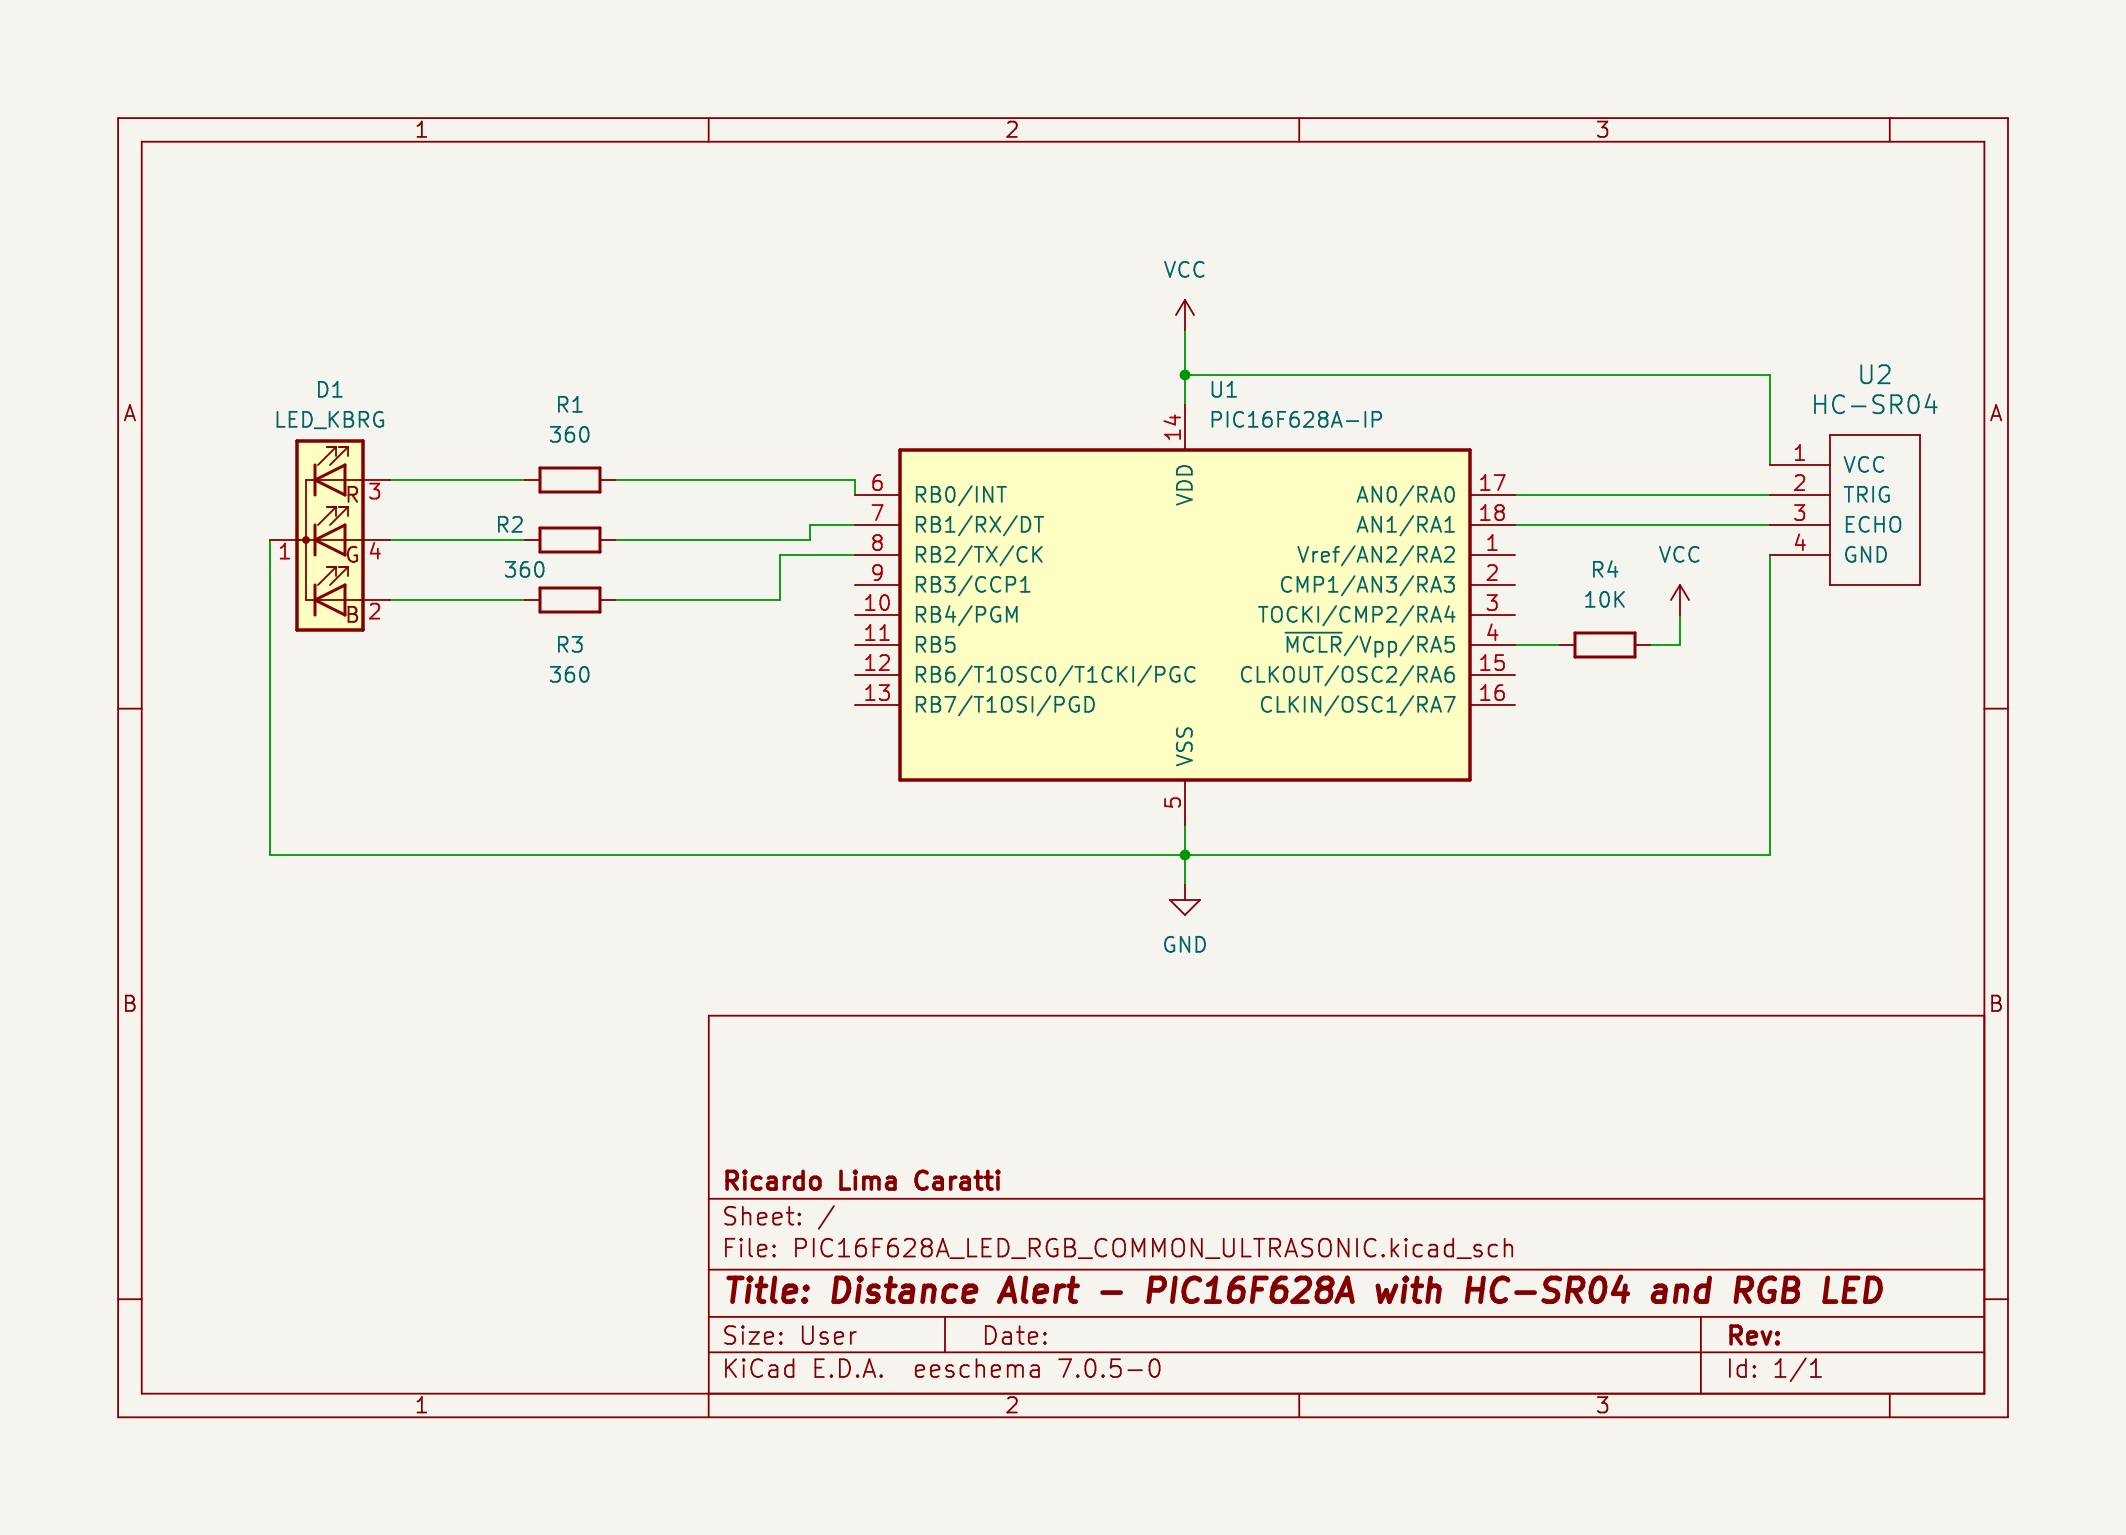 1 2 3
A A
VCC
D1
LED_KBRG
R1
360
R2
360
R3
360
R 3
G 4
B 2
1
U1
PIC16F628A-IP
14
VDD
6 RB0/INT
7 RB1/RX/DT
8 RB2/TX/CK
9 RB3/CCP1
10 RB4/PGM
11 RB5
12 RB6/T1OSC0/T1CKI/PGC
13 RB7/T1OSI/PGD
AN0/RA0 17
AN1/RA1 18
Vref/AN2/RA2 1
CMP1/AN3/RA3 2
TOCKI/CMP2/RA4 3
MCLR/Vpp/RA5 4
CLKOUT/OSC2/RA6 15
CLKIN/OSC1/RA7 16
VSS
5
GND
R4
10K
VCC
U2
HC-SR04
1 VCC
2 TRIG
3 ECHO
4 GND
B B
Ricardo Lima Caratti
Sheet: /
File: PIC16F628A_LED_RGB_COMMON_ULTRASONIC.kicad_sch
Title: Distance Alert - PIC16F628A with HC-SR04 and RGB LED
Size: User Date: Rev:
KiCad E.D.A. eeschema 7.0.5-0 Id: 1/1
1 2 3